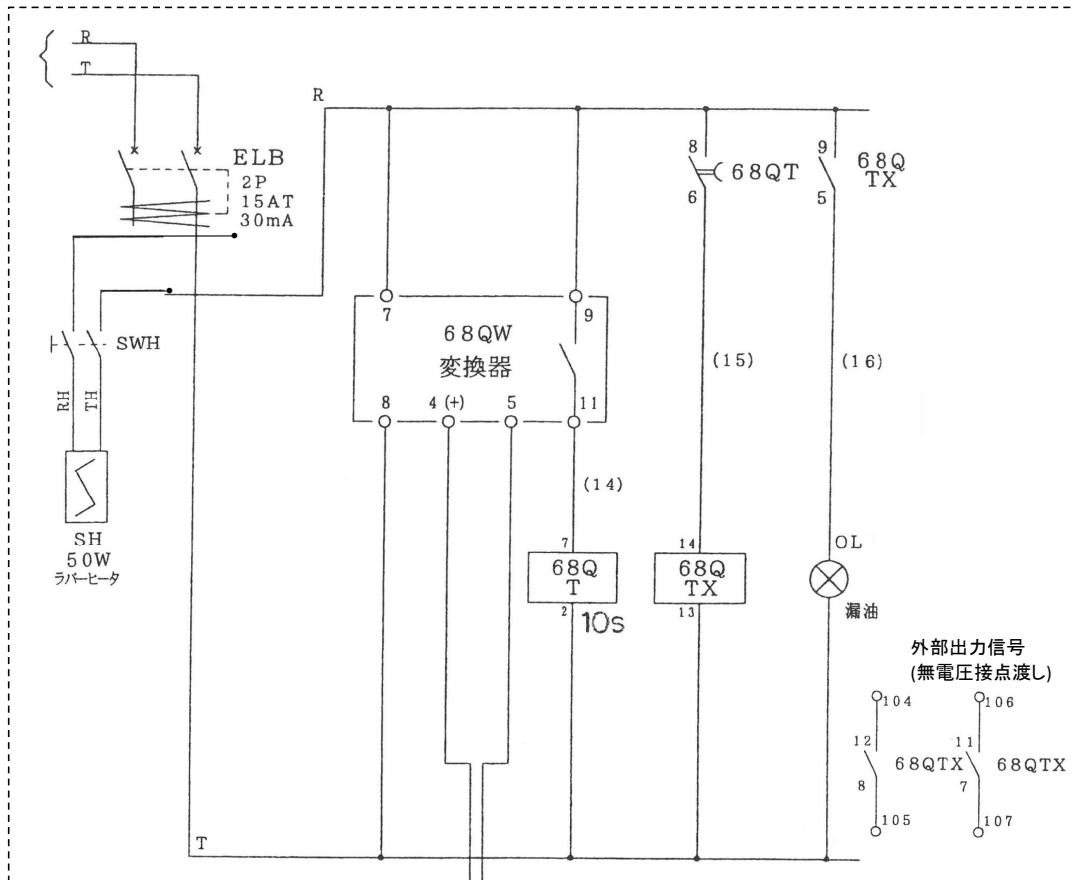 R
T
ELB
2P
15AT
30mA
SWH
RH
TH
SH
50W
ラバーヒータ
R
T
7
9
68QW
変換器
8
4 (+)
5
11
(14)
7
68Q
T
2
10s
8
68QT
6
(15)
14
68Q
TX
13
9
68Q
TX
5
(16)
OL
漏油
外部出力信号
(無電圧接点渡し)
104
106
12
68QTX
8
11
68QTX
7
105
107